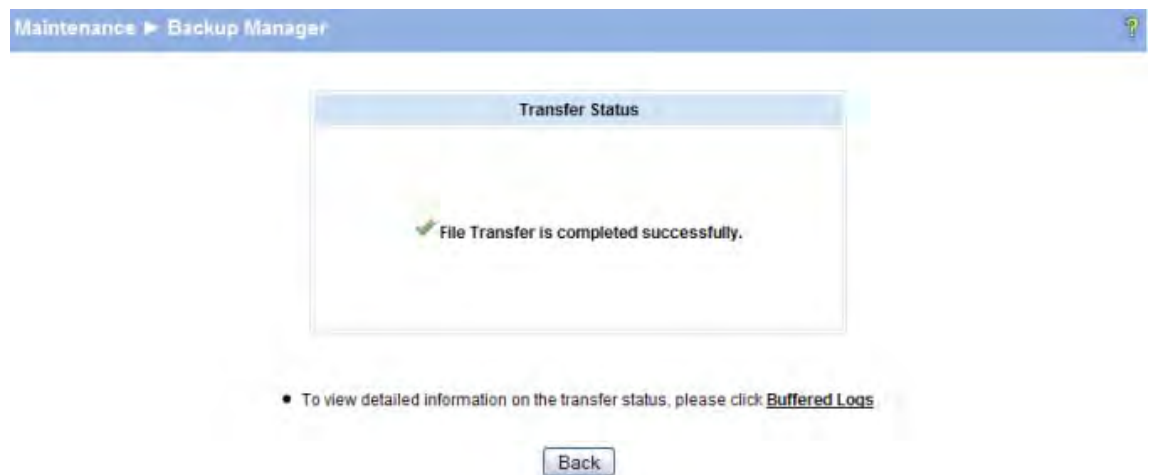 Maintenance ► Backup Manager
Transfer Status
File Transfer is completed successfully.
• To view detailed information on the transfer status, please click Buffered Logs
Back